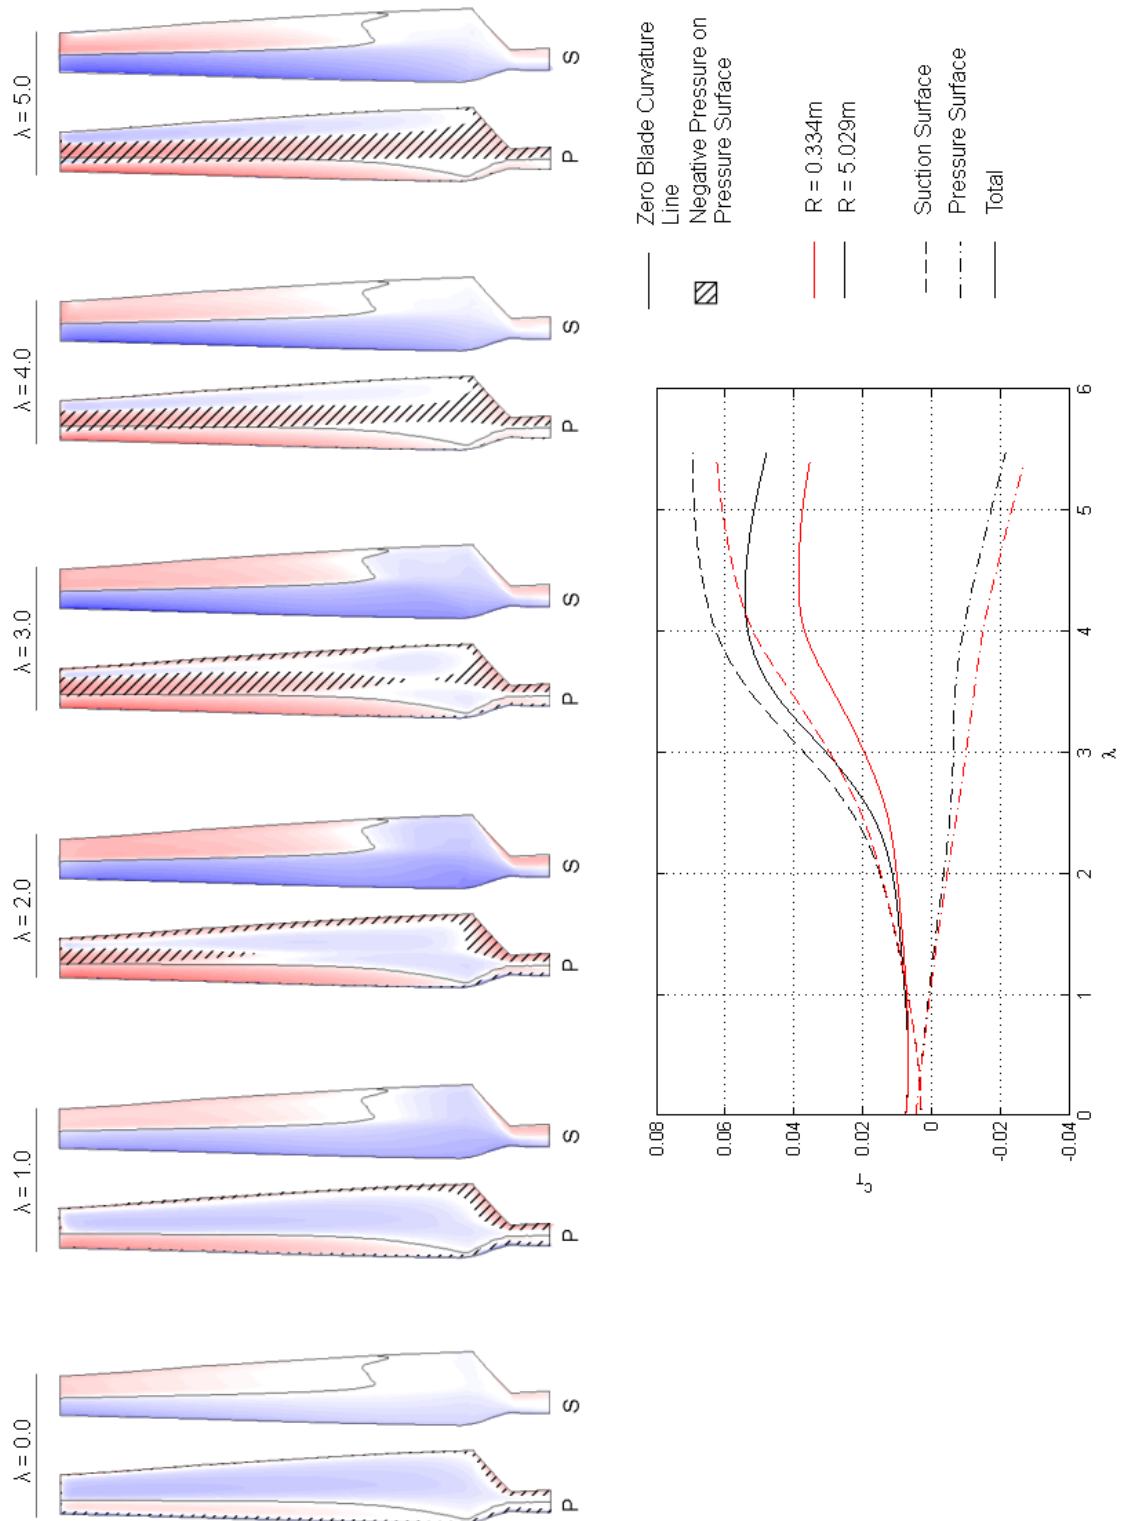 λ = 0.0
λ = 1.0
λ = 2.0
λ = 3.0
λ = 4.0
λ = 5.0
P
S
P
S
P
S
P
S
P
S
P
S
0.08
0.06
0.04
0.02
0
-0.02
-0.04
C_T
0
1
2
3
4
5
6
λ
Zero Blade Curvature
Line
Negative Pressure on
Pressure Surface
R = 0.334m
R = 5.029m
Suction Surface
Pressure Surface
Total